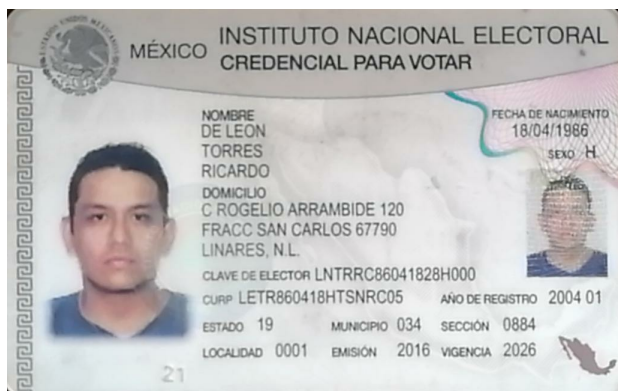 MÉXICO
INSTITUTO NACIONAL ELECTORAL
CREDENCIAL PARA VOTAR
NOMBRE
DE LEON
TORRES
RICARDO
FECHA DE NACIMIENTO
18/04/1986
SEXO H
DOMICILIO
C ROGELIO ARRAMBIDE 120
FRACC SAN CARLOS 67790
LINARES, N.L.
CLAVE DE ELECTOR LNTRRC86041828H000
CURP LETR860418HTSNRC05 AÑO DE REGISTRO 2004 01
ESTADO 19 MUNICIPIO 034 SECCIÓN 0884
LOCALIDAD 0001 EMISIÓN 2016 VIGENCIA 2026
21